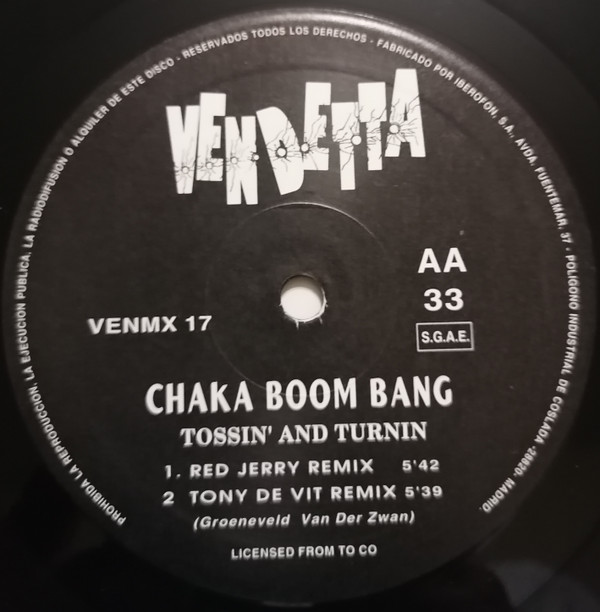 PROHIBIDA LA REPRODUCCION, LA EJECUCION PUBLICA, LA RADIODIFUSION O ALQUILER DE ESTE DISCO - RESERVADOS TODOS LOS DERECHOS - FABRICADO POR IBEROFON, S.A., AVDA. FUENTEMAR, 37 - POLIGONO INDUSTRIAL DE COSLADA -28820- MADRID.
VENDETTA
AA
33
VENMX 17
S.G.A.E.
CHAKA BOOM BANG
TOSSIN' AND TURNIN
1. RED JERRY REMIX 5'42
2 TONY DE VIT REMIX 5'39
(Groeneveld Van Der Zwan)
LICENSED FROM TO CO